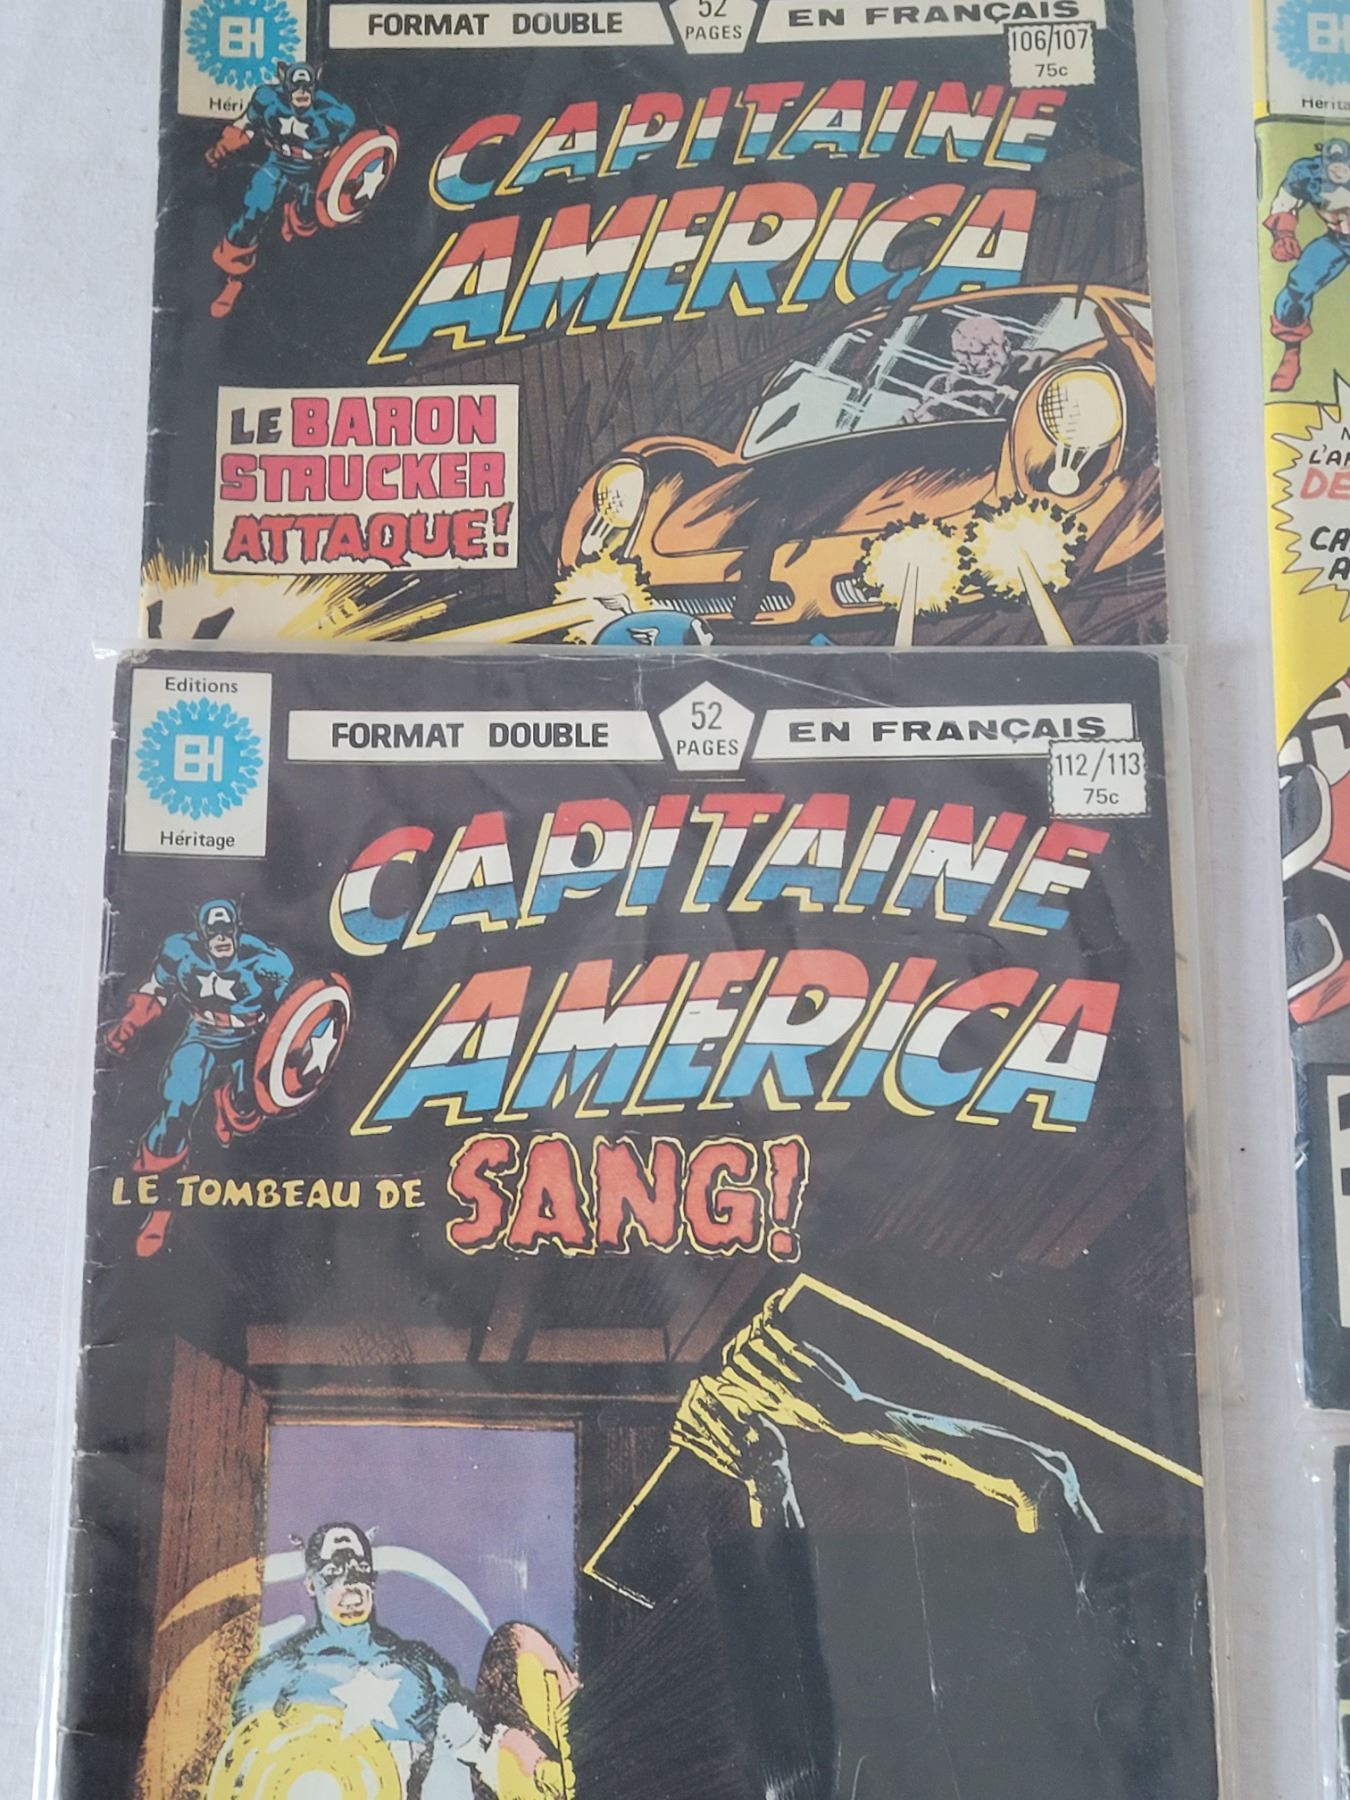 FORMAT DOUBLE
52
PAGES
EN FRANÇAIS
EH
106/107
75c
CAPITAINE
AMERICA
LE BARON
STRUCKER
ATTAQUE!
Editions
EH
Héritage
FORMAT DOUBLE
52
PAGES
EN FRANÇAIS
112/113
75c
CAPITAINE
AMERICA
LE TOMBEAU DE
SANG!